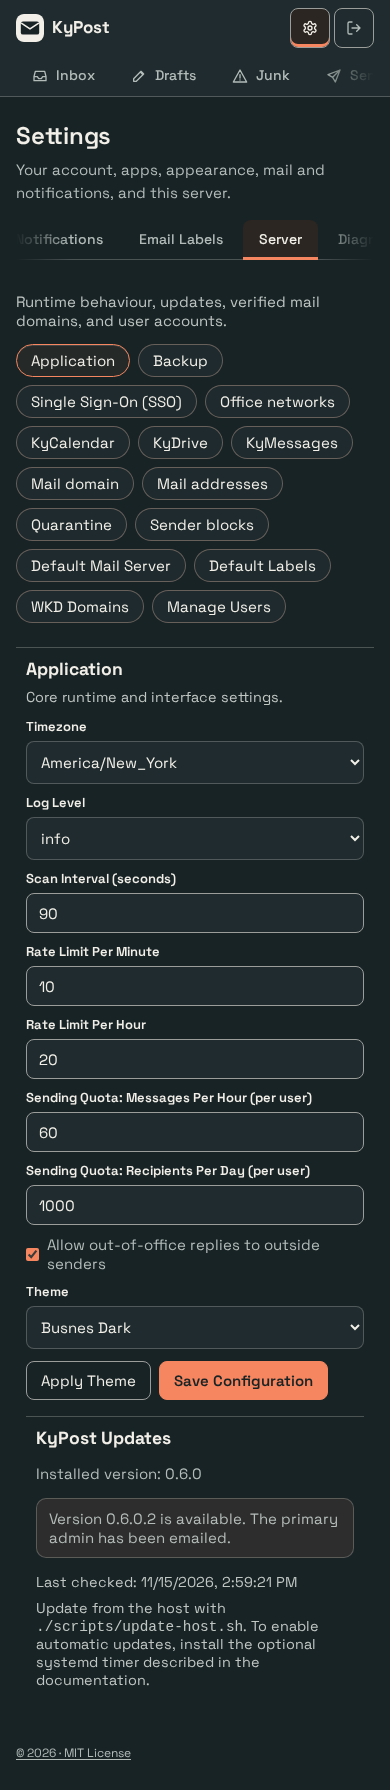 KyPost
Inbox
Drafts
Junk
Settings
Your account, apps, appearance, mail and
notifications, and this server.
Notifications
Email Labels
Server
Runtime behaviour, updates, verified mail
domains, and user accounts.
Application
Backup
Single Sign-On (SSO)
Office networks
KyCalendar
KyDrive
KyMessages
Mail domain
Mail addresses
Quarantine
Sender blocks
Default Mail Server
Default Labels
WKD Domains
Manage Users
Application
Core runtime and interface settings.
Timezone
America/New_York
Log Level
info
Scan Interval (seconds)
90
Rate Limit Per Minute
10
Rate Limit Per Hour
20
Sending Quota: Messages Per Hour (per user)
60
Sending Quota: Recipients Per Day (per user)
1000
Allow out-of-office replies to outside
senders
Theme
Busnes Dark
Apply Theme
Save Configuration
KyPost Updates
Installed version: 0.6.0
Version 0.6.0.2 is available. The primary
admin has been emailed.
Last checked: 11/15/2026, 2:59:21 PM
Update from the host with
./scripts/update-host.sh. To enable
automatic updates, install the optional
systemd timer described in the
documentation.
© 2026 · MIT License